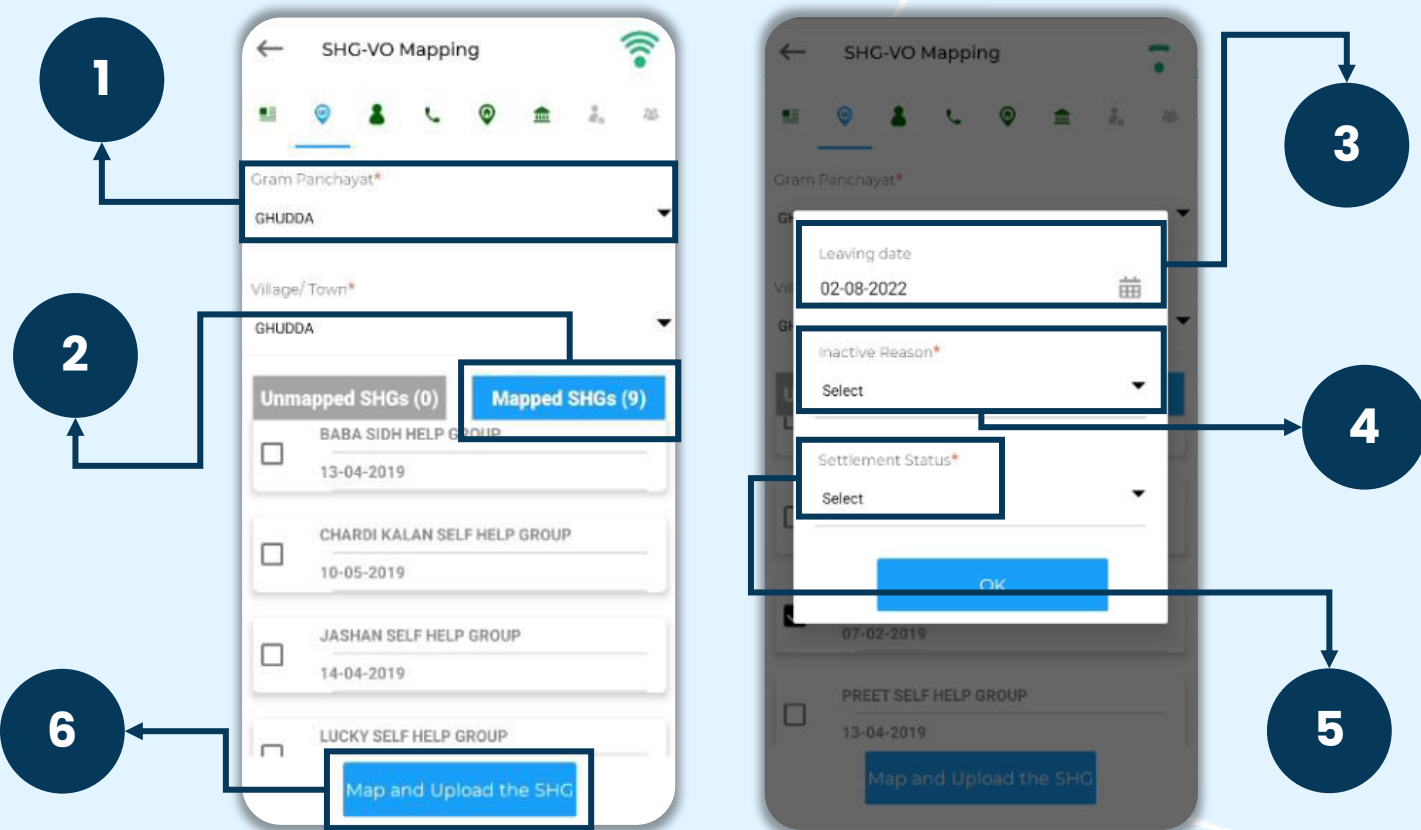 1
2
6
SHG-VO Mapping
Gram Panchayat*
GHUDDA
Village/ Town*
GHUDDA
Unmapped SHGs (0)
Mapped SHGs (9)
BABA SIDH HELP GROUP
13-04-2019
CHARDI KALAN SELF HELP GROUP
10-05-2019
JASHAN SELF HELP GROUP
14-04-2019
LUCKY SELF HELP GROUP
Map and Upload the SHG
SHG-VO Mapping
Gram Panchayat*
Leaving date
02-08-2022
Inactive Reason*
Select
Settlement Status*
Select
OK
07-02-2019
PREET SELF HELP GROUP
13-04-2019
Map and Upload the SHG
3
4
5